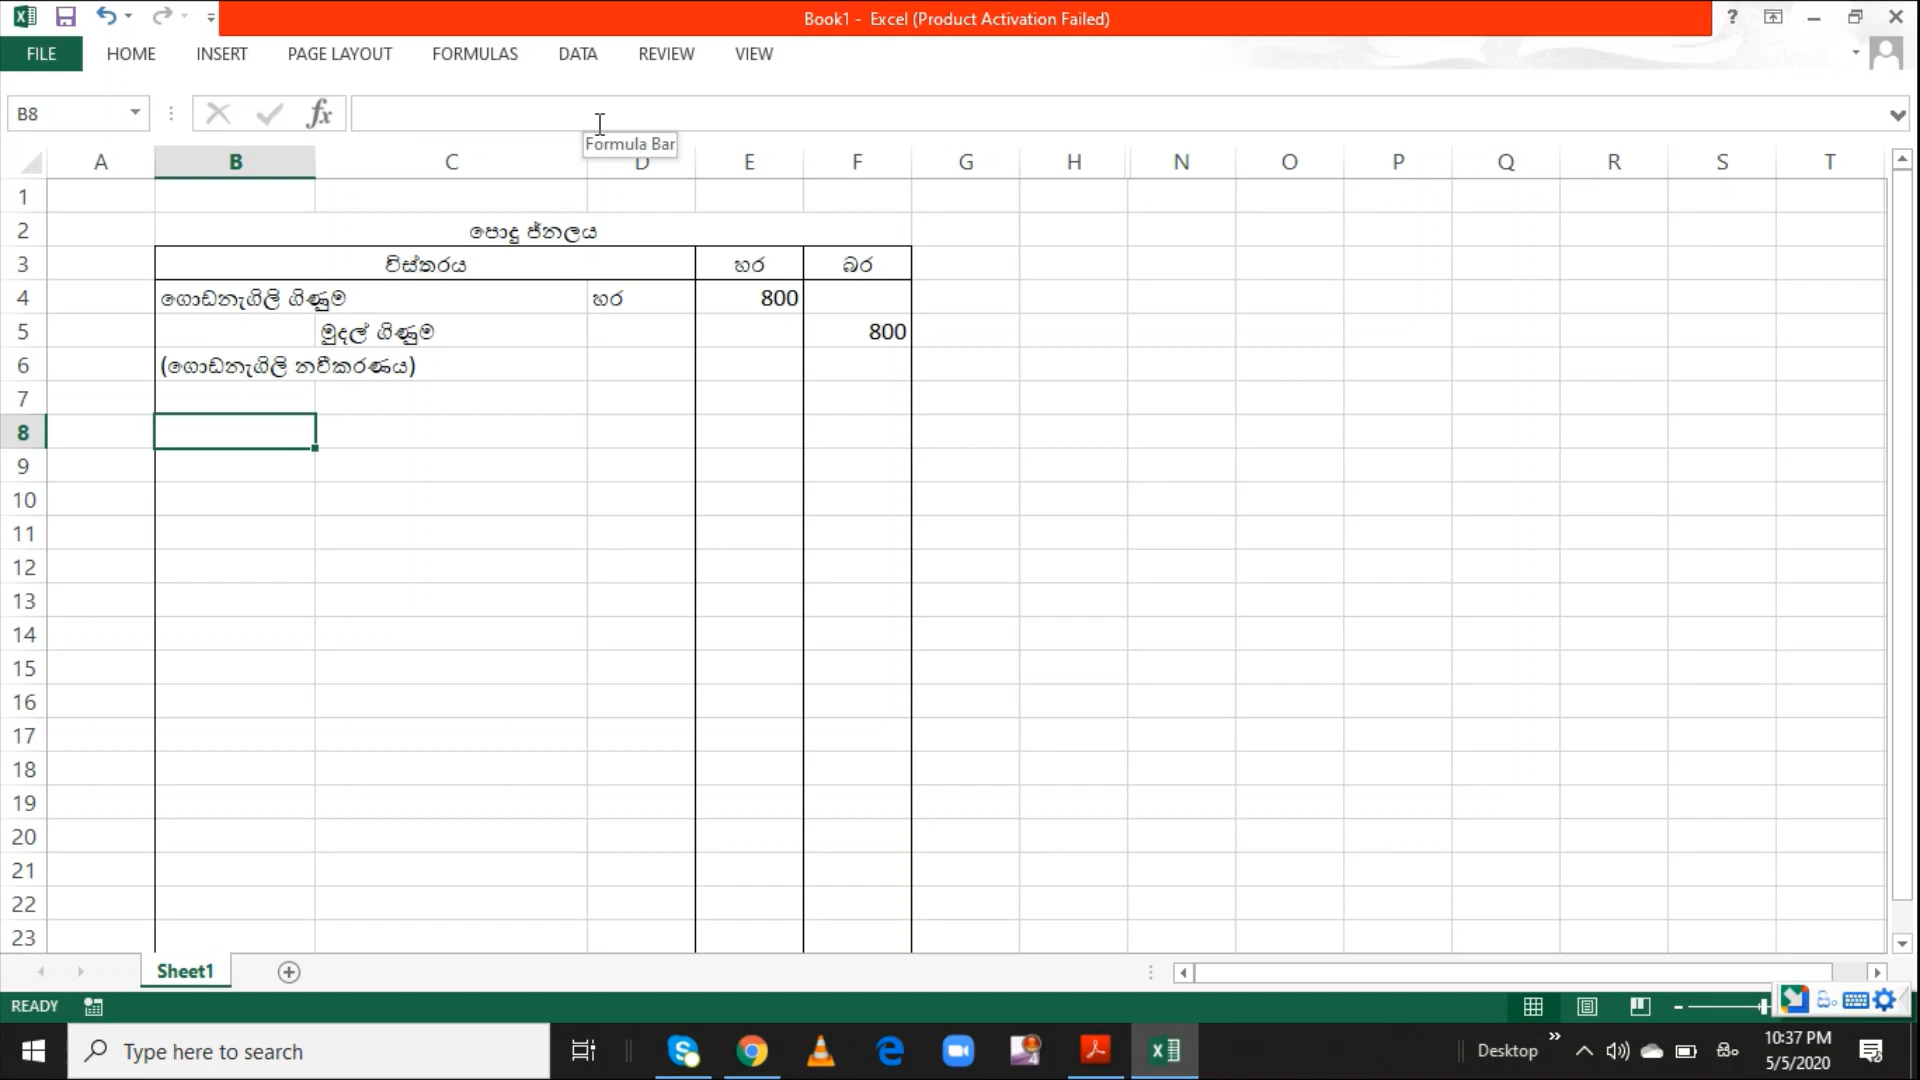 Book1 - Excel (Product Activation Failed)
FILE HOME INSERT PAGE LAYOUT FORMULAS DATA REVIEW VIEW
B8
Formula Bar
A B C D E F G H N O P Q R S T
1
2 පොදු ජ්නලය
3 විස්තරය හර බර
4 ගොඩනැගිලි ගිණුම හර 800
5 මුදල් ගිණුම 800
6 (ගොඩනැගිලි නවීකරණය)
7
8
9
10
11
12
13
14
15
16
17
18
19
20
21
22
23
Sheet1
READY
Type here to search
Desktop
10:37 PM
5/5/2020